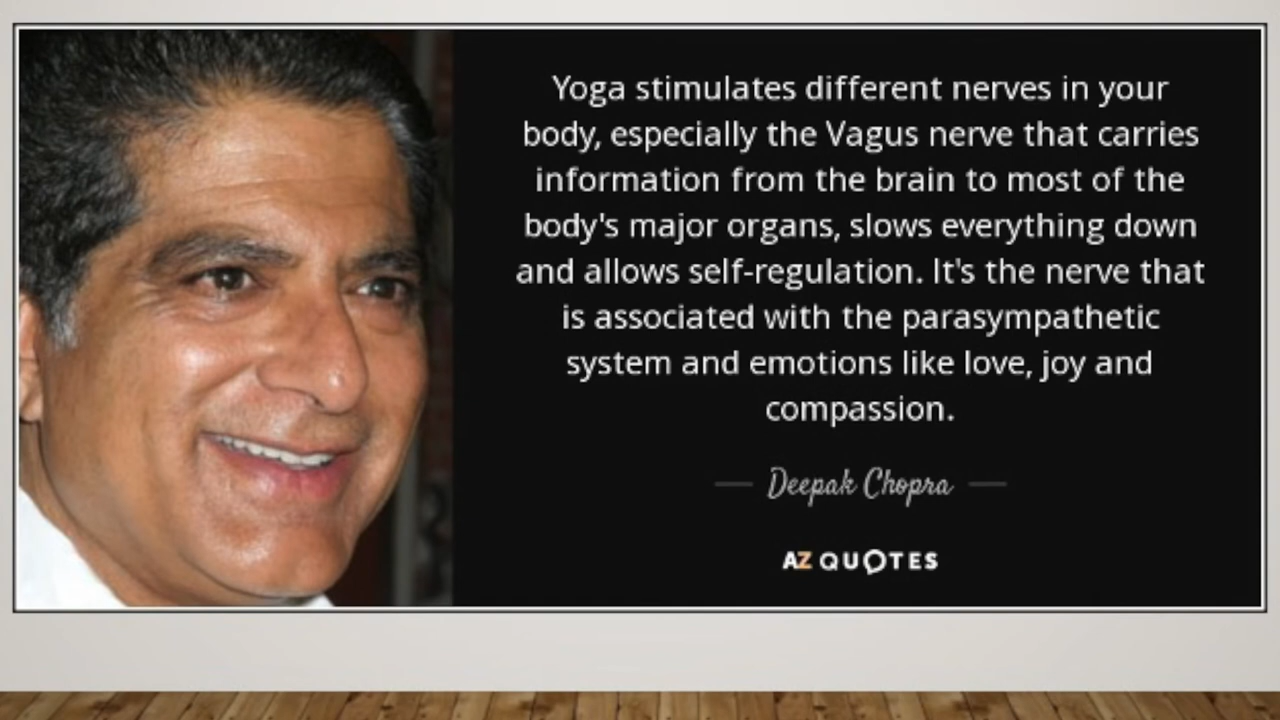 Yoga stimulates different nerves in your
body, especially the Vagus nerve that carries
information from the brain to most of the
body's major organs, slows everything down
and allows self-regulation. It's the nerve that
is associated with the parasympathetic
system and emotions like love, joy and
compassion.
Deepak Chopra
AZ QUOTES